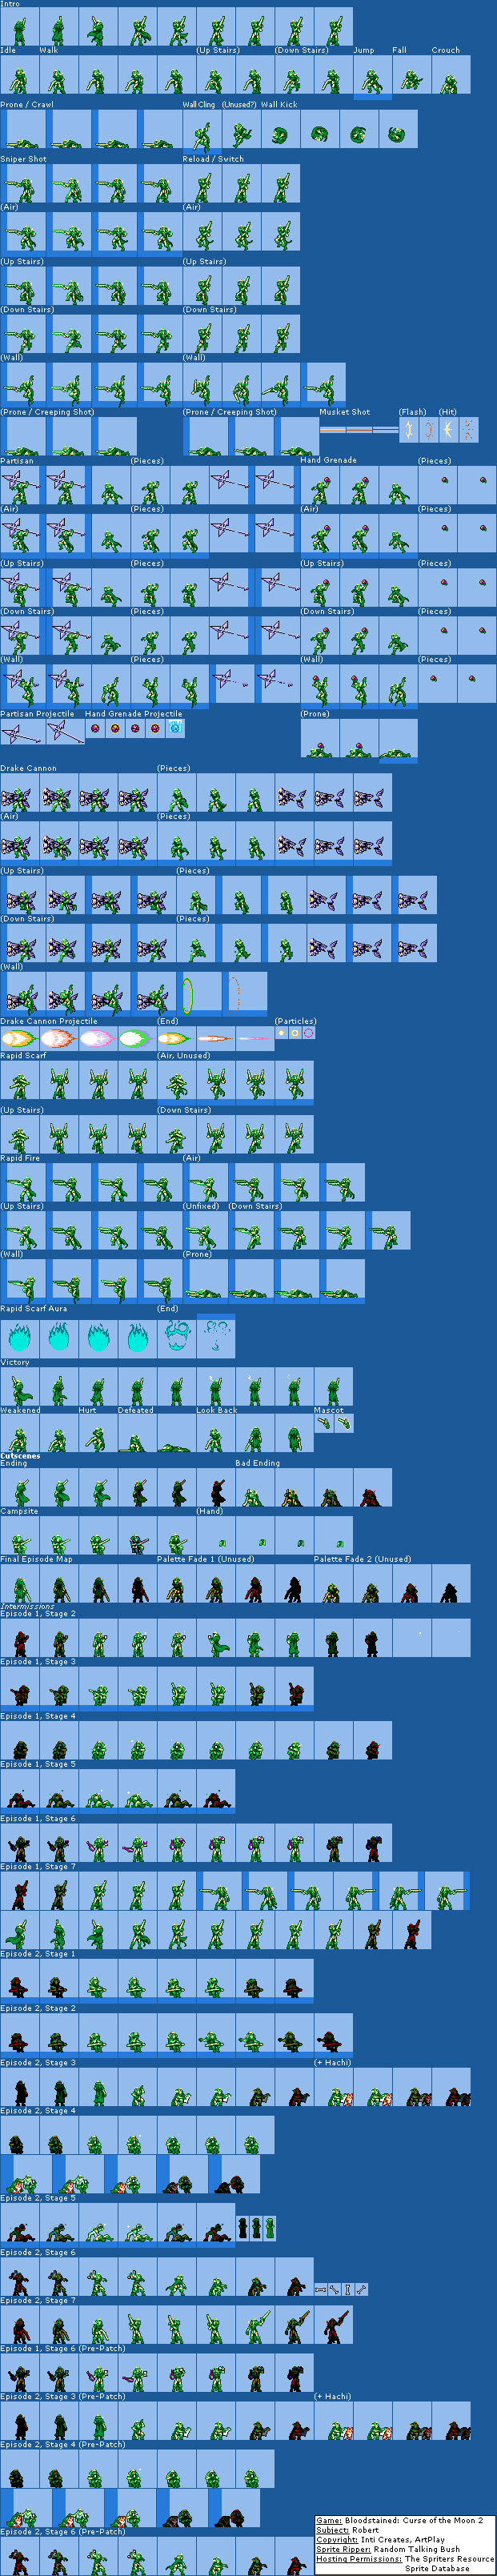 Intro
Idle Walk (Up Stairs) (Down Stairs) Jump Fall Crouch
Prone / Crawl Wall Cling (Unused?) Wall Kick
Sniper Shot Reload / Switch
(Air) (Air)
(Up Stairs) (Up Stairs)
(Down Stairs) (Down Stairs)
(Wall) (Wall)
(Prone / Creeping Shot) (Prone / Creeping Shot) Musket Shot (Flash) (Hit)
Partisan (Pieces) Hand Grenade (Pieces)
(Air) (Pieces) (Air) (Pieces)
(Up Stairs) (Pieces) (Up Stairs) (Pieces)
(Down Stairs) (Pieces) (Down Stairs) (Pieces)
(Wall) (Pieces) (Wall) (Pieces)
Partisan Projectile Hand Grenade Projectile (Prone)
Drake Cannon (Pieces)
(Air) (Pieces)
(Up Stairs) (Pieces)
(Down Stairs) (Pieces)
(Wall)
Drake Cannon Projectile (End) (Particles)
Rapid Scarf (Air, Unused)
(Up Stairs) (Down Stairs)
Rapid Fire (Air)
(Up Stairs) (Unfixed) (Down Stairs)
(Wall) (Prone)
Rapid Scarf Aura (End)
Victory
Weakened Hurt Defeated Look Back Mascot
Cutscenes
Ending Bad Ending
Campsite (Hand)
Final Episode Map Palette Fade 1 (Unused) Palette Fade 2 (Unused)
Intermissions
Episode 1, Stage 2
Episode 1, Stage 3
Episode 1, Stage 4
Episode 1, Stage 5
Episode 1, Stage 6
Episode 1, Stage 7
Episode 2, Stage 1
Episode 2, Stage 2
Episode 2, Stage 3 (+ Hachi)
Episode 2, Stage 4
Episode 2, Stage 5
Episode 2, Stage 6
Episode 2, Stage 7
Episode 1, Stage 6 (Pre-Patch)
Episode 2, Stage 3 (Pre-Patch) (+ Hachi)
Episode 2, Stage 4 (Pre-Patch)
Episode 2, Stage 6 (Pre-Patch)
Game: Bloodstained: Curse of the Moon 2
Subject: Robert
Copyright: Inti Creates, ArtPlay
Sprite Ripper: Random Talking Bush
Hosting Permissions: The Spriters Resource
Sprite Database